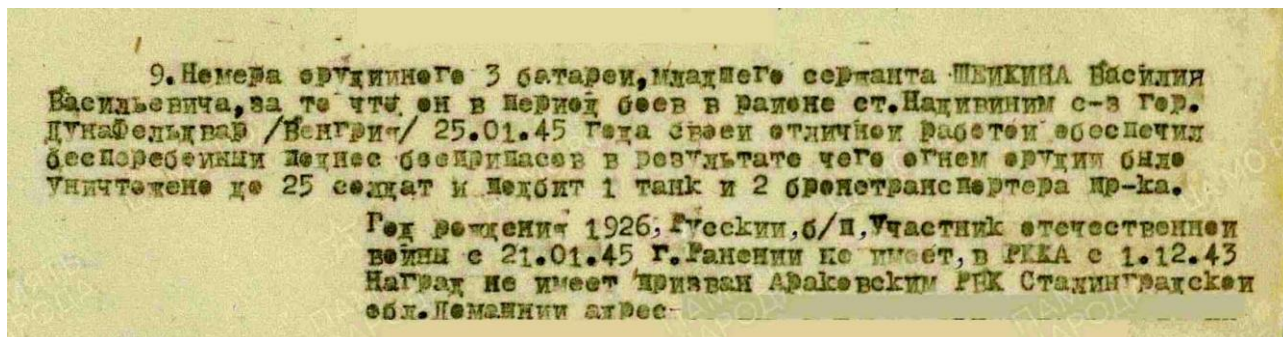 9.Номера орудийного 3 батареи,младшего сержанта ШЕЙКИНА Василия
Васильевича,за то что он в период боев в районе ст.Надивиним с-з гор.
Дунафельдвар /Венгрия/ 25.01.45 года своей отличной работой обеспечил
бесперебойный поднос боеприпасов в результате чего огнем орудий было
уничтожено до 25 солдат и подбит 1 танк и 2 бронетранспортера пр-ка.
Год рождения 1926, Русский,б/п,Участник отечественной
войны с 21.01.45 г.Ранений не имеет,в РККА с 1.12.43
Наград не имеет призван Араковским РВК Сталинградской
обл.Домашний адрес-